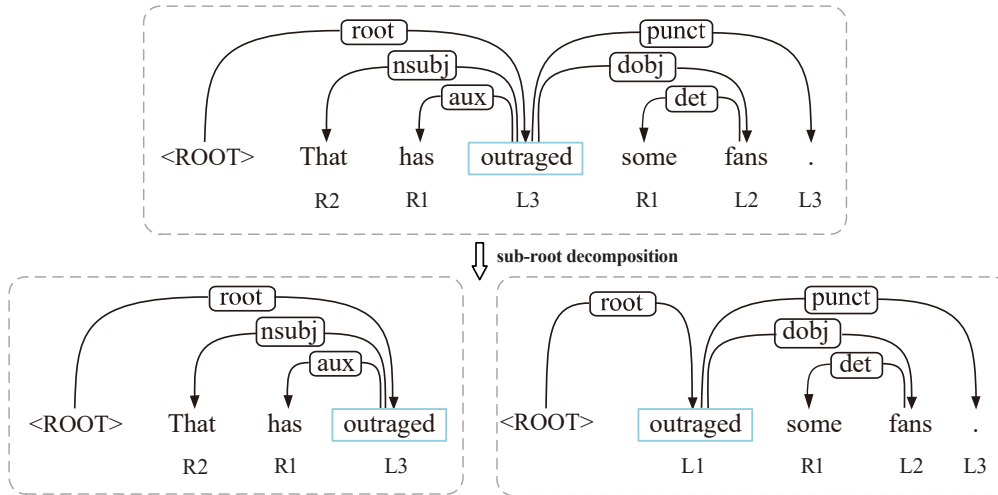 root punct
nsubj dobj
aux det
<ROOT> That has outraged some fans .
R2 R1 L3 R1 L2 L3
sub-root decomposition
root
nsubj
aux
<ROOT> That has outraged
R2 R1 L3
root punct
dobj
det
<ROOT> outraged some fans .
L1 R1 L2 L3